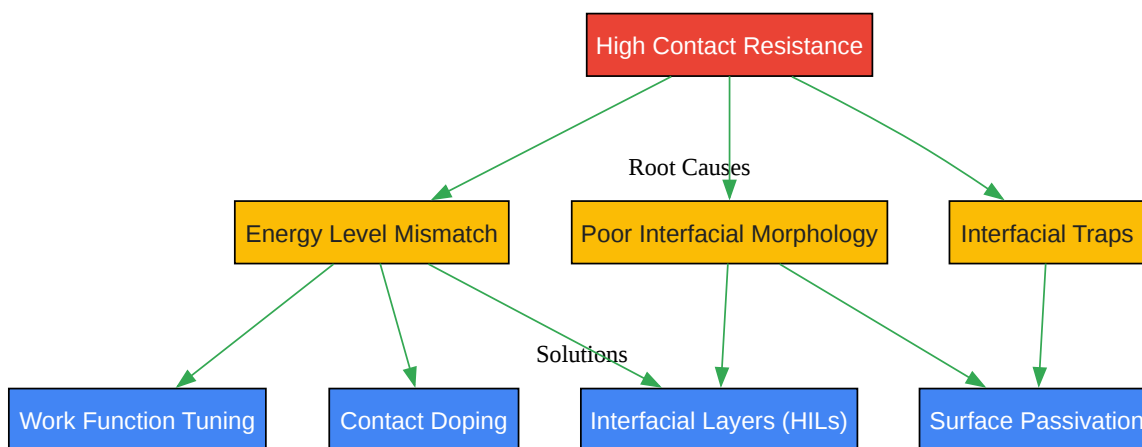 High Contact Resistance
Root Causes
Energy Level Mismatch
Poor Interfacial Morphology
Interfacial Traps
Solutions
Work Function Tuning
Contact Doping
Interfacial Layers (HILs)
Surface Passivation